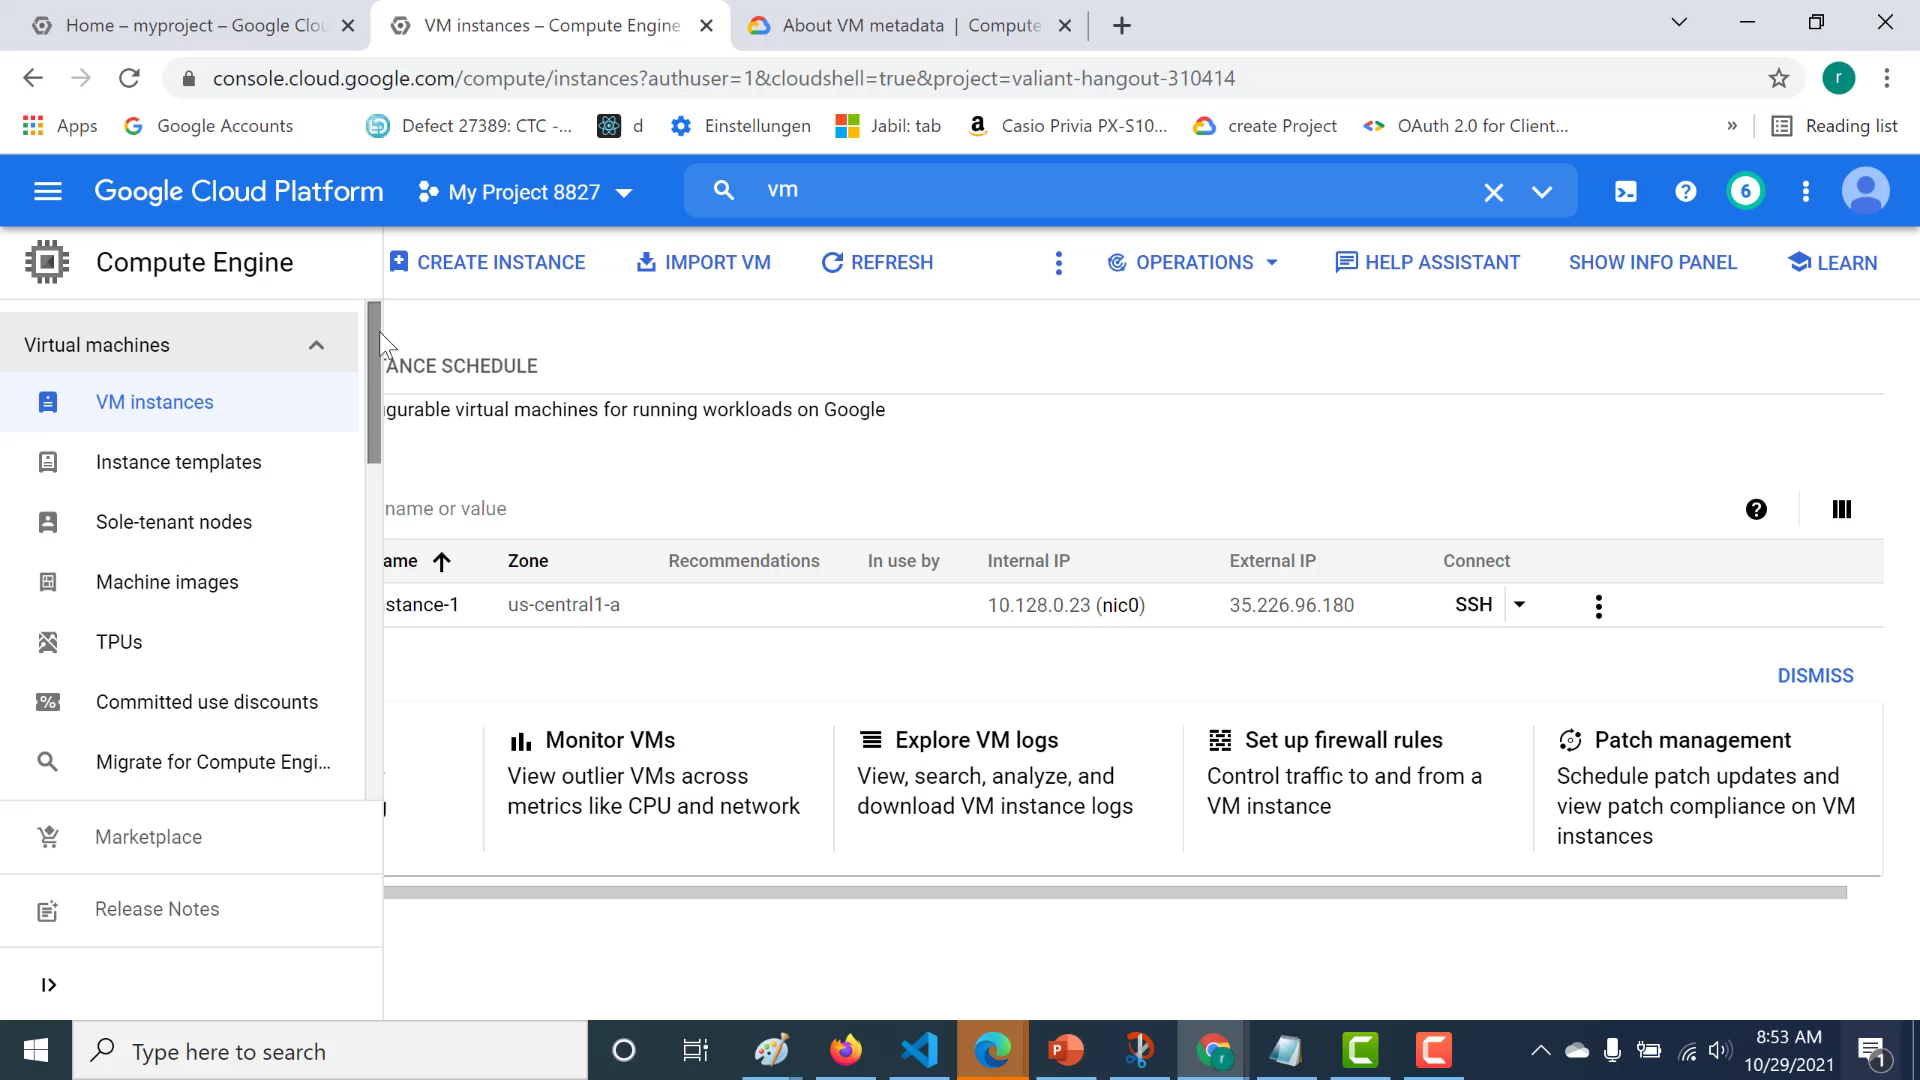 Home – myproject – Google Clou
VM instances – Compute Engine
About VM metadata | Compute
console.cloud.google.com/compute/instances?authuser=1&cloudshell=true&project=valiant-hangout-310414
r
Apps
Google Accounts
Defect 27389: CTC -...
d
Einstellungen
Jabil: tab
Casio Privia PX-S10...
create Project
OAuth 2.0 for Client...
»
Reading list
Google Cloud Platform
My Project 8827
vm
6
Compute Engine
CREATE INSTANCE
IMPORT VM
REFRESH
OPERATIONS
HELP ASSISTANT
SHOW INFO PANEL
LEARN
Virtual machines
VM instances
Instance templates
Sole-tenant nodes
Machine images
TPUs
Committed use discounts
Migrate for Compute Engi...
Marketplace
Release Notes
ANCE SCHEDULE
gurable virtual machines for running workloads on Google
name or value
ame Zone Recommendations In use by Internal IP External IP Connect
stance-1 us-central1-a 10.128.0.23 (nic0) 35.226.96.180 SSH
DISMISS
Monitor VMs
View outlier VMs across
metrics like CPU and network
Explore VM logs
View, search, analyze, and
download VM instance logs
Set up firewall rules
Control traffic to and from a
VM instance
Patch management
Schedule patch updates and
view patch compliance on VM
instances
Type here to search
8:53 AM
10/29/2021
1